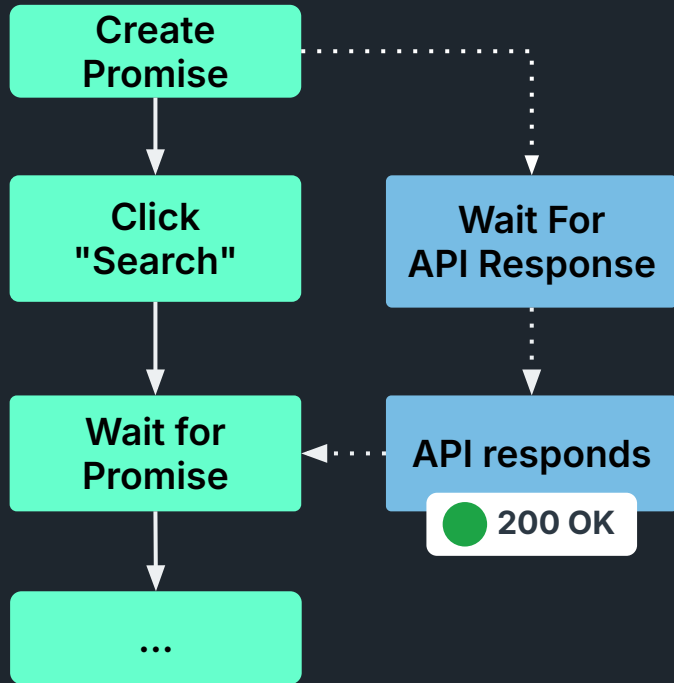 Create
Promise
Click
"Search"
Wait For
API Response
Wait for
Promise
API responds
200 OK
...